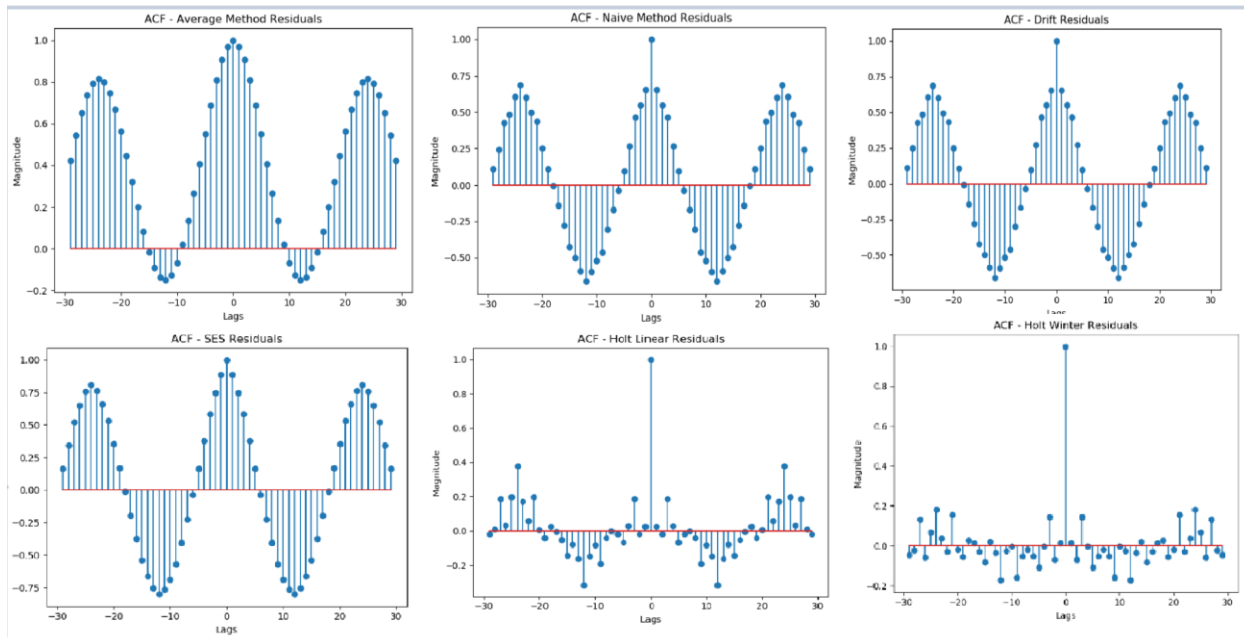 ACF - Average Method Residuals
1.0
0.8
0.6
0.4
0.2
0.0
−0.2
Magnitude
−30 −20 −10 0 10 20 30
Lags
ACF - Naive Method Residuals
1.00
0.75
0.50
0.25
0.00
−0.25
−0.50
Magnitude
−30 −20 −10 0 10 20 30
Lags
ACF - Drift Residuals
1.00
0.75
0.50
0.25
0.00
−0.25
−0.50
Magnitude
−30 −20 −10 0 10 20 30
Lags
ACF - SES Residuals
1.00
0.75
0.50
0.25
0.00
−0.25
−0.50
−0.75
Magnitude
−30 −20 −10 0 10 20 30
Lags
ACF - Holt Linear Residuals
1.0
0.8
0.6
0.4
0.2
0.0
−0.2
Magnitude
−30 −20 −10 0 10 20 30
Lags
ACF - Holt Winter Residuals
1.0
0.8
0.6
0.4
0.2
0.0
−0.2
Magnitude
−30 −20 −10 0 10 20 30
Lags